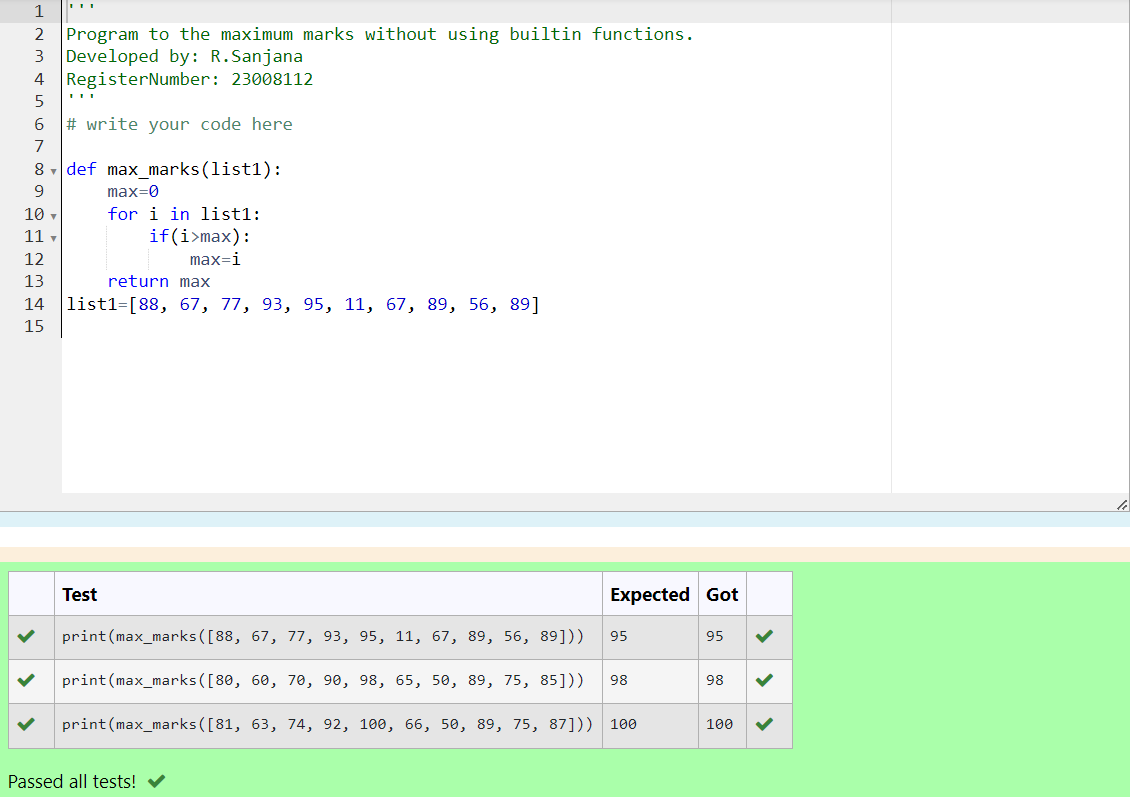 1 '''
2 Program to the maximum marks without using builtin functions.
3 Developed by: R.Sanjana
4 RegisterNumber: 23008112
5 '''
6 # write your code here
7
8 def max_marks(list1):
9     max=0
10     for i in list1:
11         if(i>max):
12             max=i
13     return max
14 list1=[88, 67, 77, 93, 95, 11, 67, 89, 56, 89]
15
Test Expected Got
print(max_marks([88, 67, 77, 93, 95, 11, 67, 89, 56, 89])) 95 95
print(max_marks([80, 60, 70, 90, 98, 65, 50, 89, 75, 85])) 98 98
print(max_marks([81, 63, 74, 92, 100, 66, 50, 89, 75, 87])) 100 100
Passed all tests!